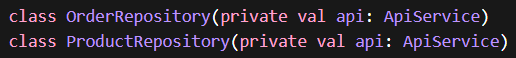 class OrderRepository(private val api: ApiService)
class ProductRepository(private val api: ApiService)